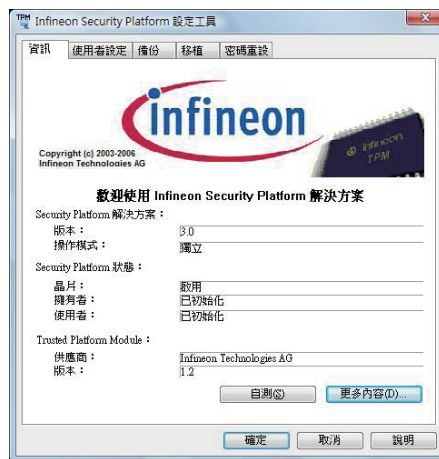 Infineon Security Platform 設定工具
資訊 使用者設定 備份 移植 密碼重設
infineon
Copyright (c) 2003-2006
Infineon Technologies AG
Infineon
TPM
歡迎使用 Infineon Security Platform 解決方案
Security Platform 解決方案：
版本： 3.0
操作模式： 獨立
Security Platform 狀態：
晶片： 啟用
擁有者： 已初始化
使用者： 已初始化
Trusted Platform Module：
供應商： Infineon Technologies AG
版本： 1.2
自測(S) 更多內容(D)...
確定 取消 說明